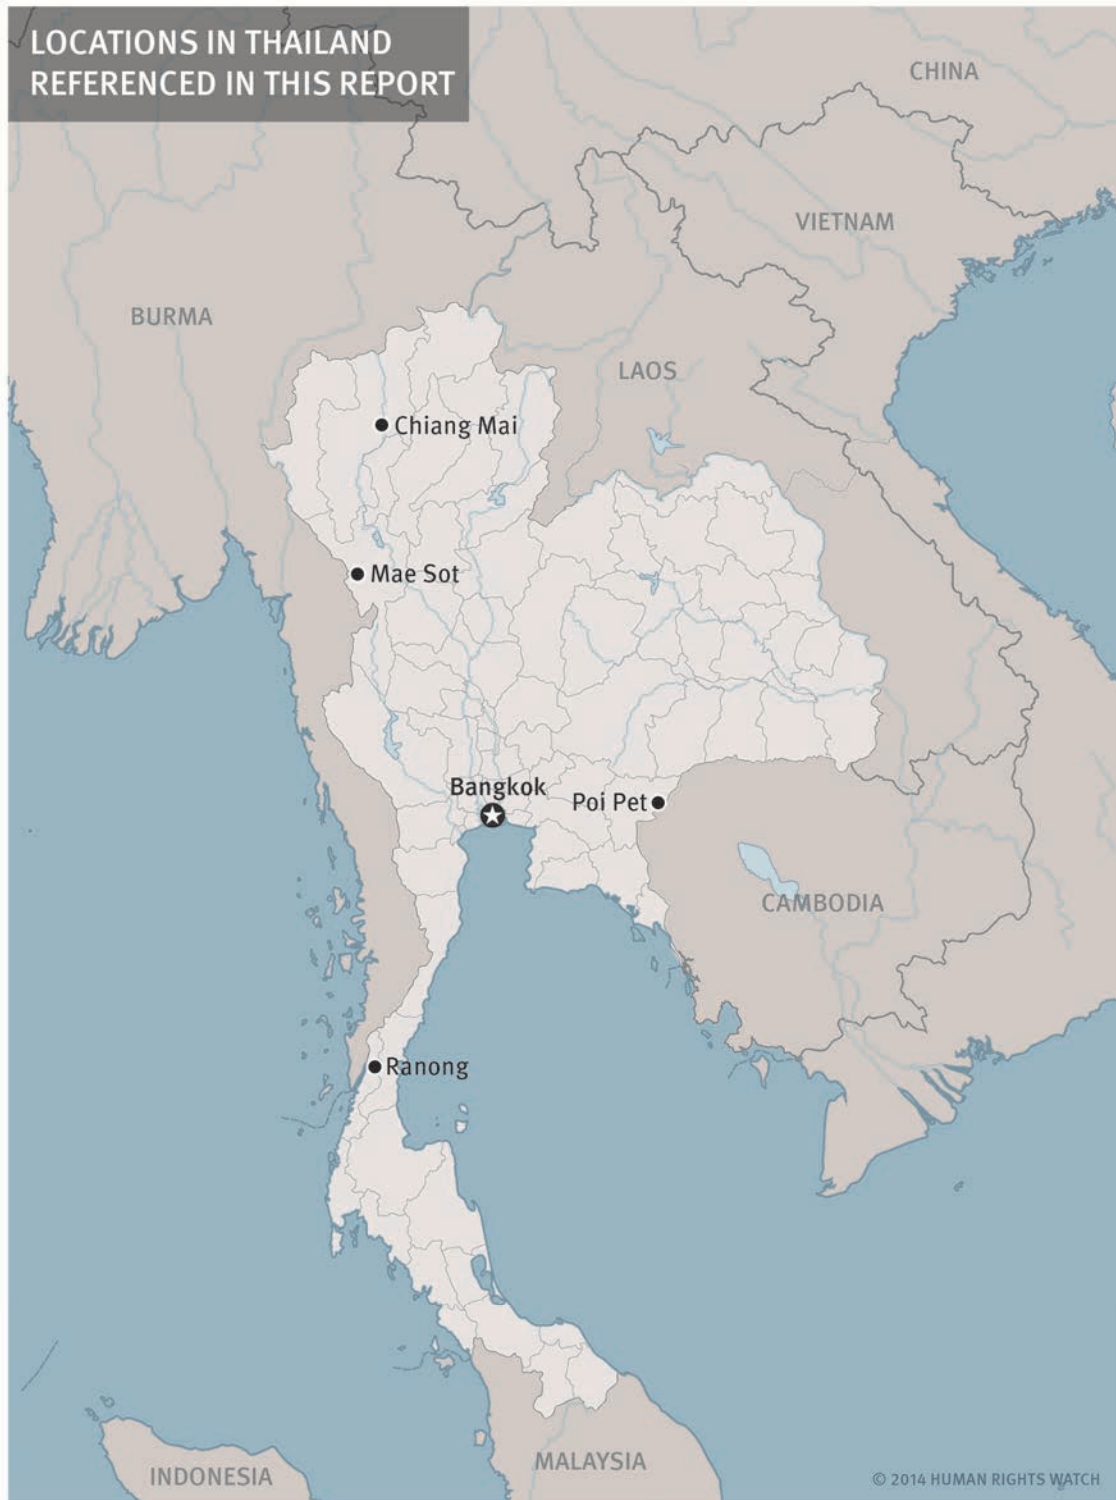 LOCATIONS IN THAILAND
REFERENCED IN THIS REPORT
CHINA
VIETNAM
BURMA
LAOS
Chiang Mai
Mae Sot
Bangkok
Poi Pet
CAMBODIA
Ranong
MALAYSIA
INDONESIA
© 2014 HUMAN RIGHTS WATCH